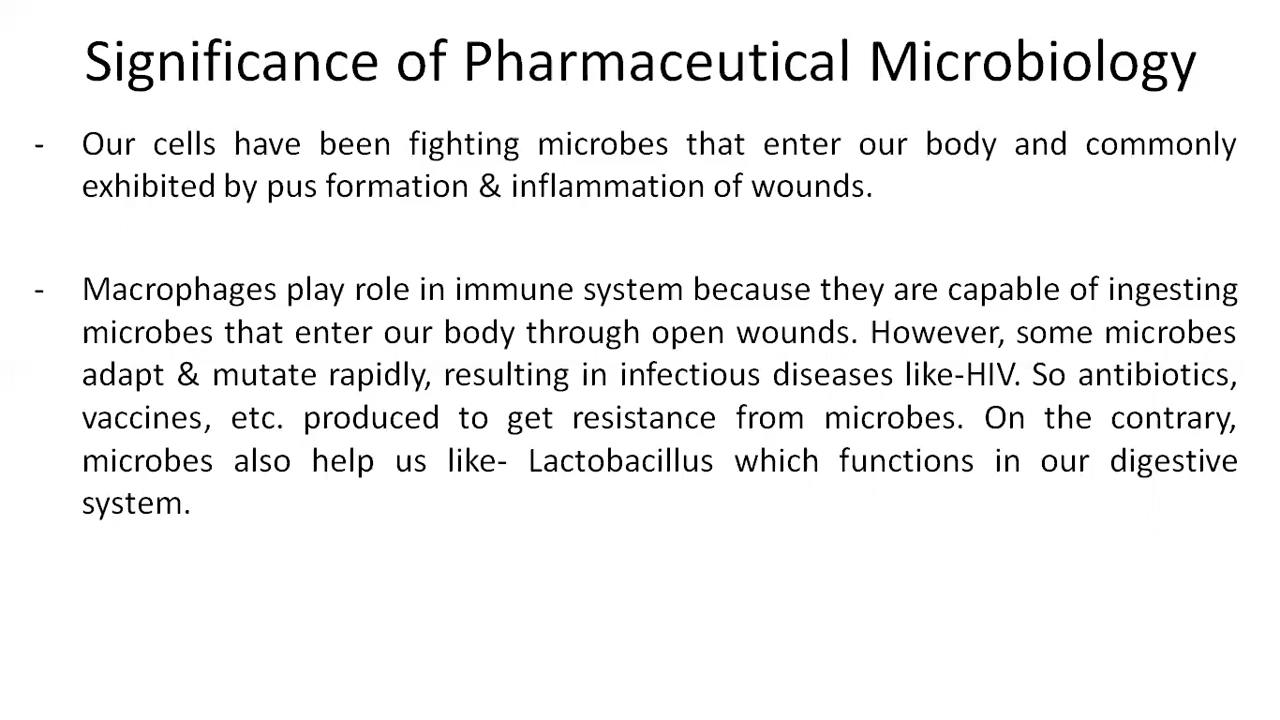 Significance of Pharmaceutical Microbiology
- Our cells have been fighting microbes that enter our body and commonly
exhibited by pus formation & inflammation of wounds.
- Macrophages play role in immune system because they are capable of ingesting
microbes that enter our body through open wounds. However, some microbes
adapt & mutate rapidly, resulting in infectious diseases like-HIV. So antibiotics,
vaccines, etc. produced to get resistance from microbes. On the contrary,
microbes also help us like- Lactobacillus which functions in our digestive
system.